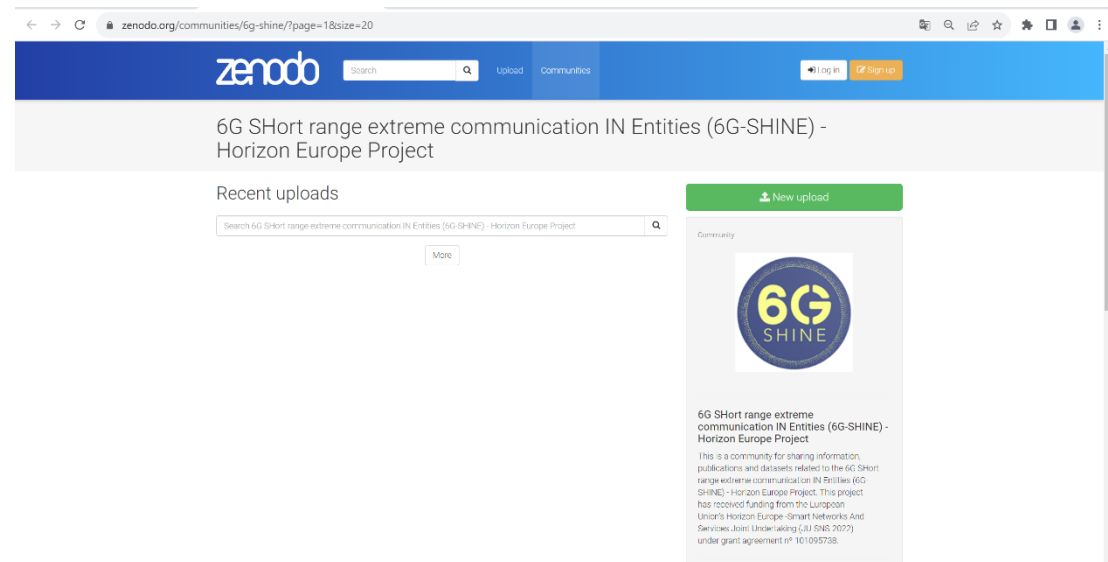 zenodo.org/communities/6g-shine/?page=1&size=20
zenodo
Search
Upload
Communities
Log in
Sign up
6G SHort range extreme communication IN Entities (6G-SHINE) -
Horizon Europe Project
Recent uploads
New upload
Search 6G SHort range extreme communication IN Entities (6G-SHINE) - Horizon Europe Project
More
Community
6G
SHINE
6G SHort range extreme
communication IN Entities (6G-SHINE) -
Horizon Europe Project
This is a community for sharing information,
publications and datasets related to the 6G SHort
range extreme communication IN Entities (6G-
SHINE) - Horizon Europe Project. This project
has received funding from the European
Union's Horizon Europe -Smart Networks And
Services Joint Undertaking (JU SNS 2022)
under grant agreement nº 101095738.